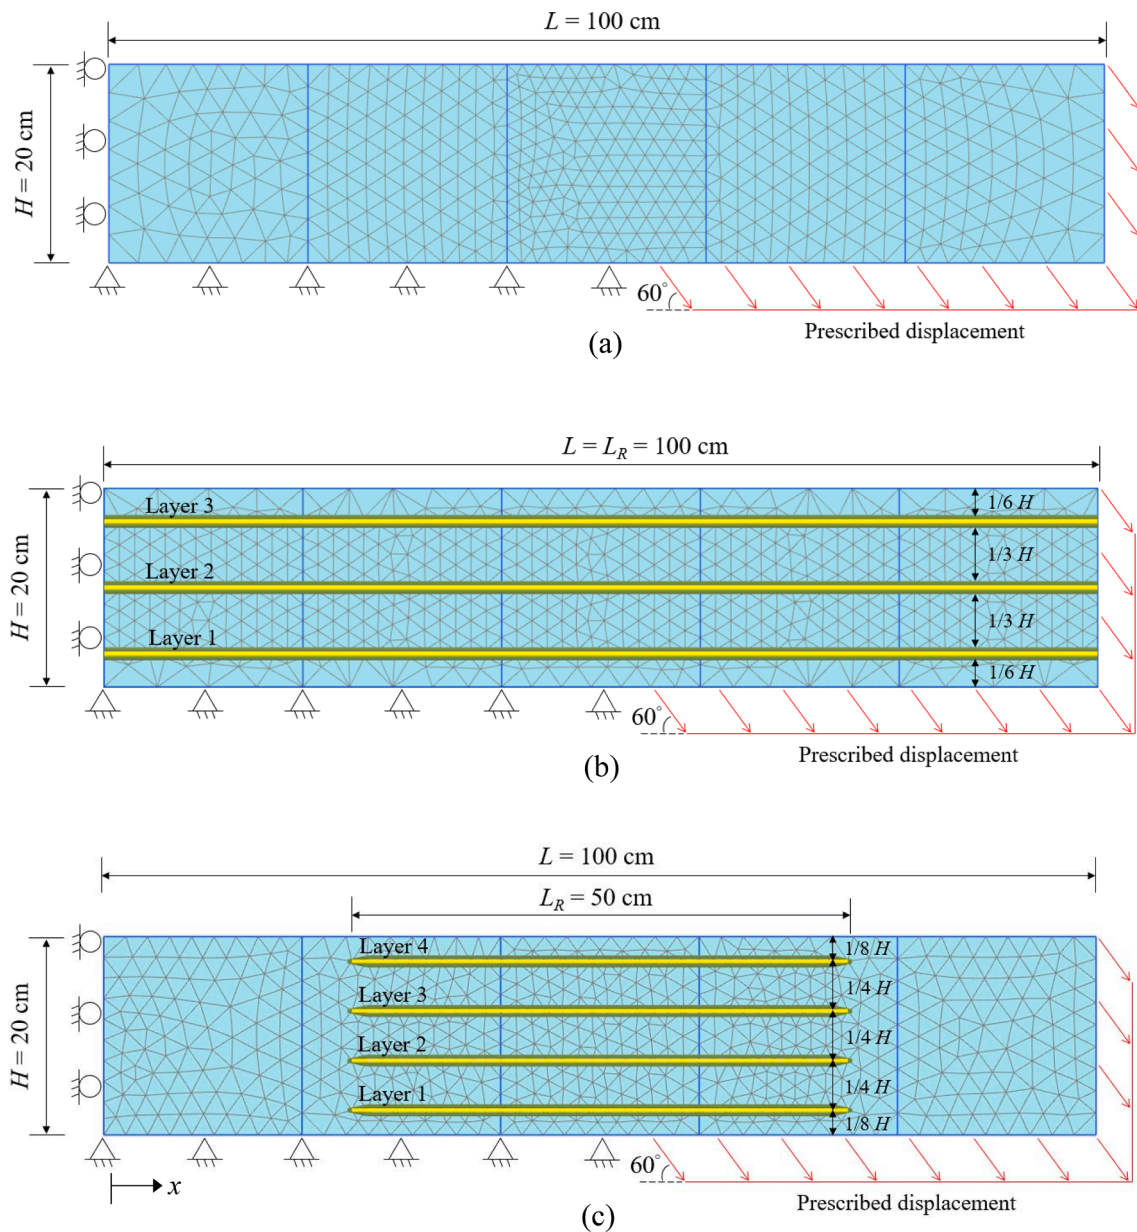 L = 100 cm
H = 20 cm
60°
Prescribed displacement
(a)
L = L_R = 100 cm
H = 20 cm
Layer 3
1/6 H
1/3 H
Layer 2
1/3 H
Layer 1
1/6 H
60°
Prescribed displacement
(b)
L = 100 cm
L_R = 50 cm
H = 20 cm
Layer 4
1/8 H
1/4 H
Layer 3
1/4 H
Layer 2
1/4 H
Layer 1
1/8 H
60°
x
Prescribed displacement
(c)